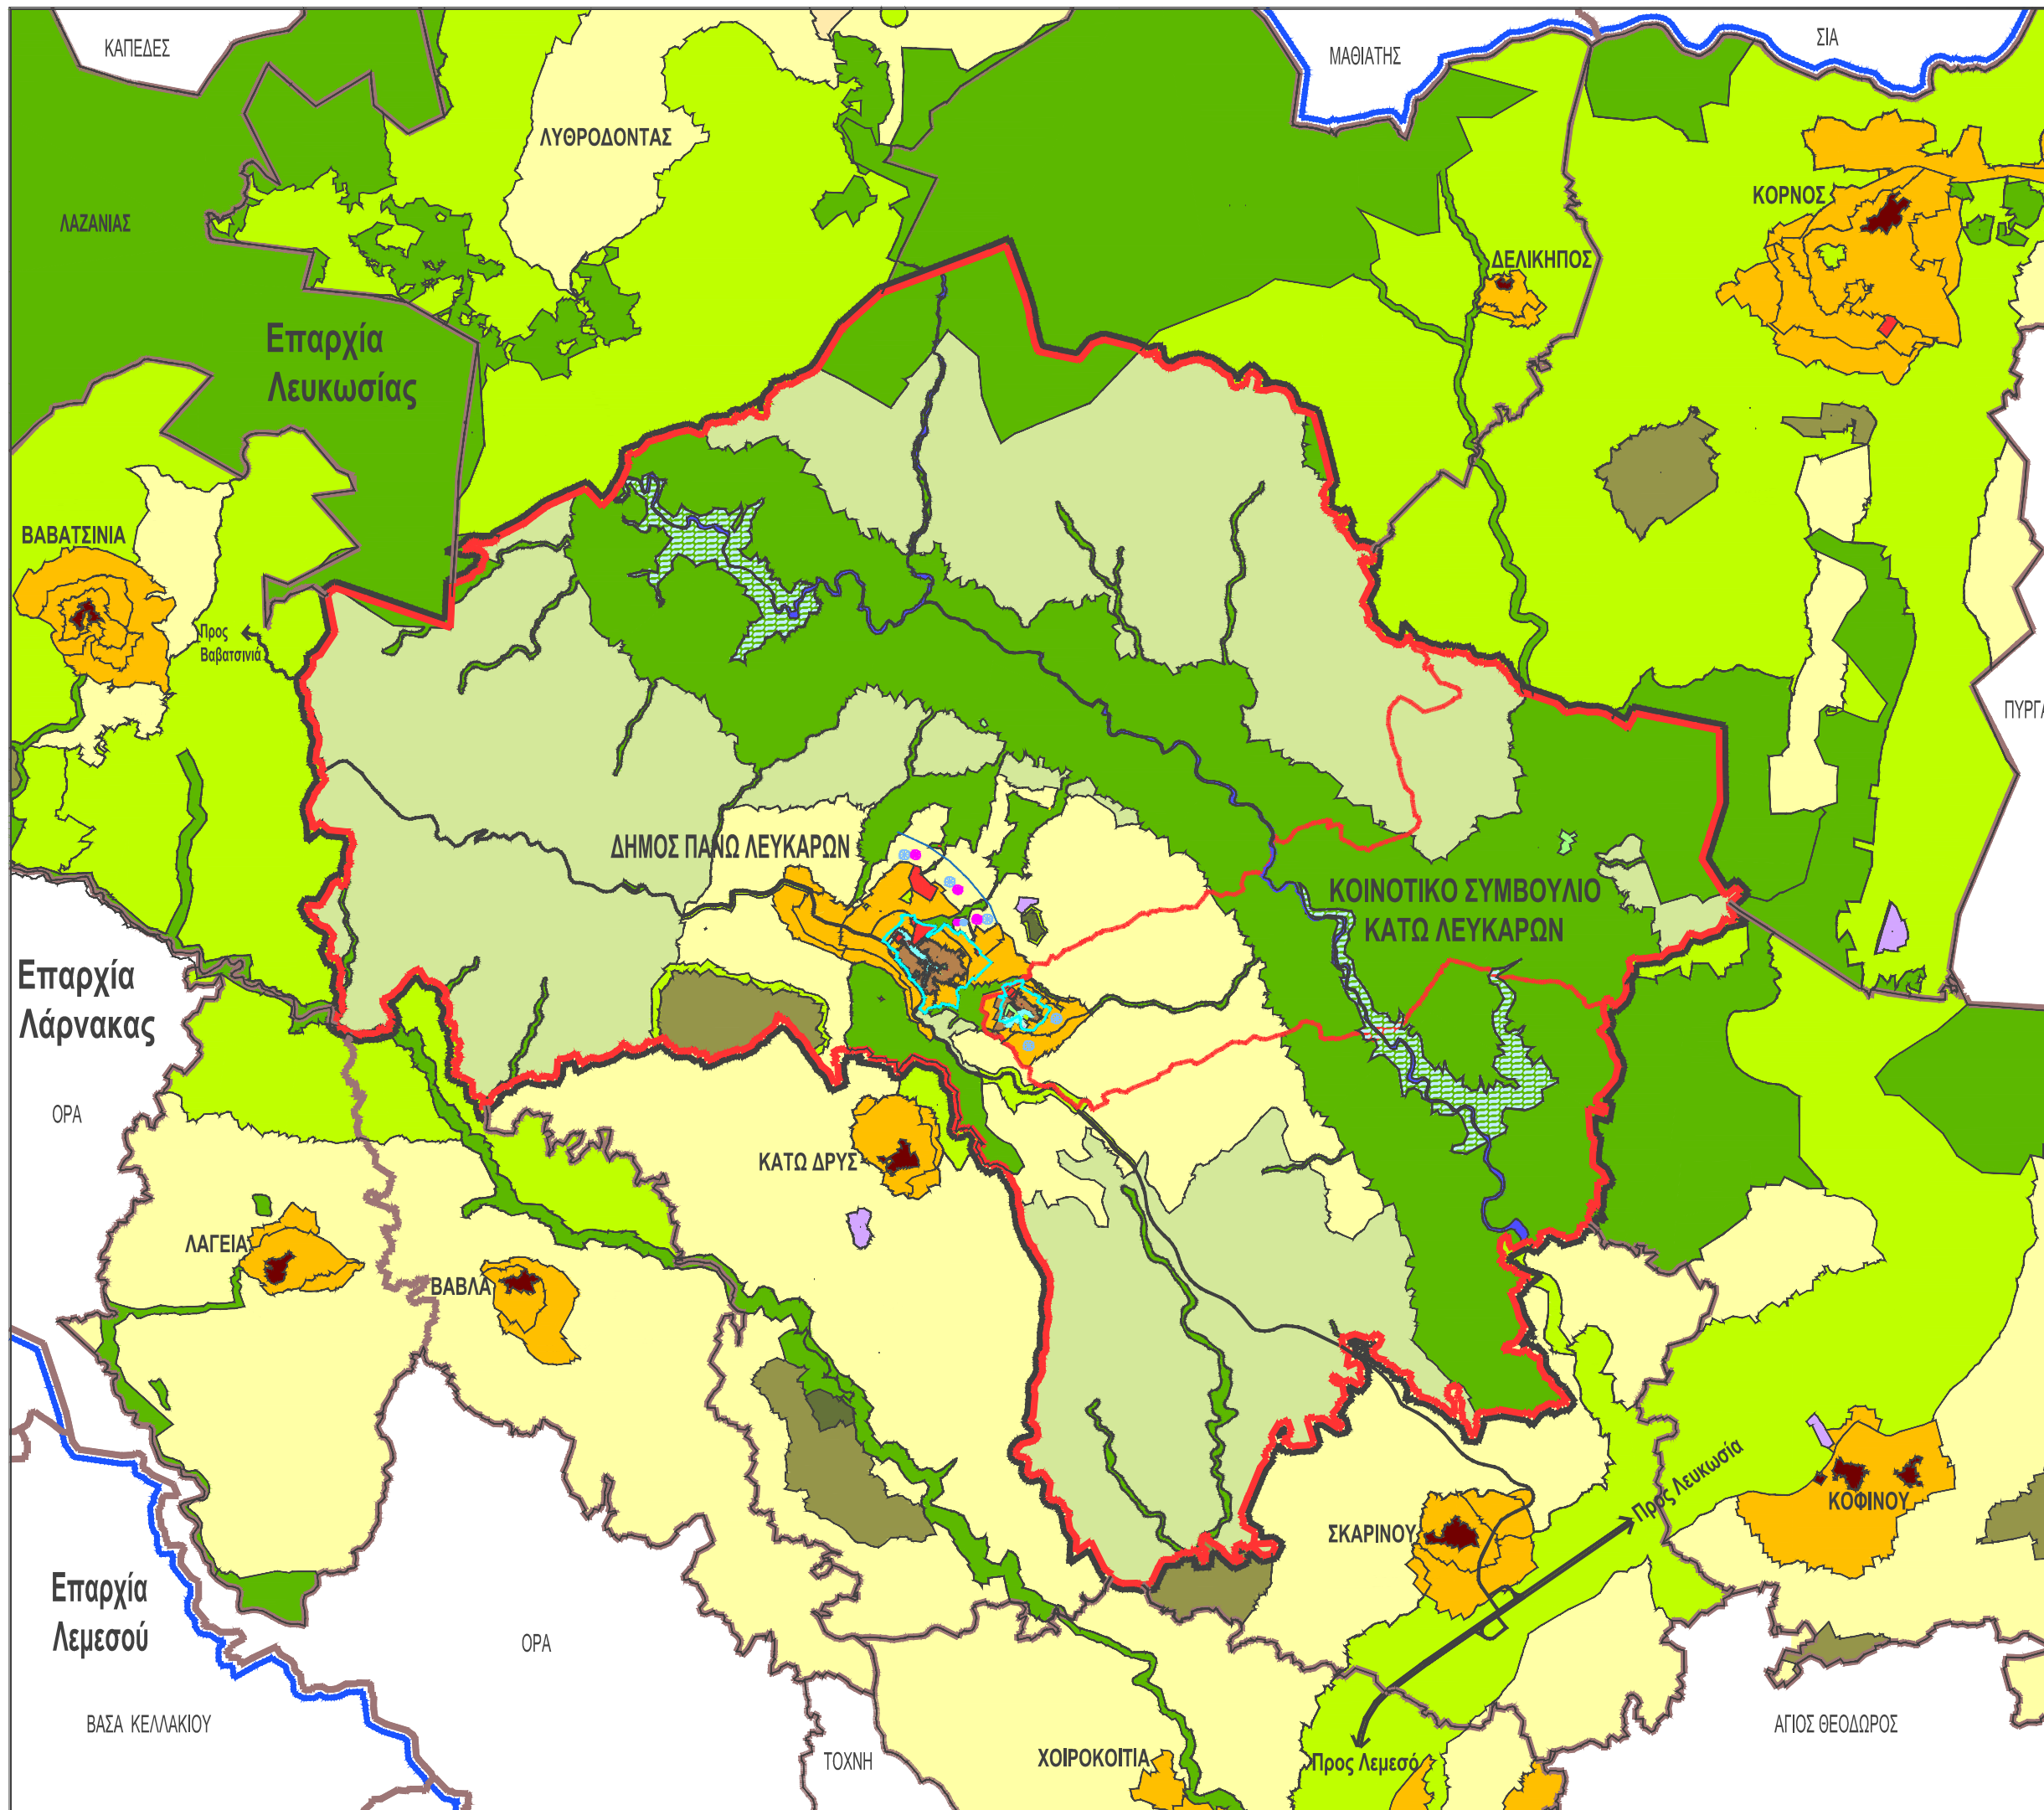 ΚΑΠΕΔΕΣ
ΜΑΘΙΑΤΗΣ
ΣΙΑ
ΛΥΘΡΟΔΟΝΤΑΣ
ΚΟΡΝΟΣ
ΛΑΖΑΝΙΑΣ
ΔΕΛΙΚΗΠΟΣ
Επαρχία
Λευκωσίας
ΒΑΒΑΤΣΙΝΙΑ
Προς
Βαβατσινιά
ΠΥΡΓΑ
ΔΗΜΟΣ ΠΑΝΩ ΛΕΥΚΑΡΩΝ
ΚΟΙΝΟΤΙΚΟ ΣΥΜΒΟΥΛΙΟ
ΚΑΤΩ ΛΕΥΚΑΡΩΝ
Επαρχία
Λάρνακας
ΟΡΑ
ΚΑΤΩ ΔΡΥΣ
ΛΑΓΕΙΑ
ΒΑΒΛΑ
Προς Λευκωσία
ΚΟΦΙΝΟΥ
ΣΚΑΡΙΝΟΥ
Επαρχία
Λεμεσού
ΟΡΑ
ΒΑΣΑ ΚΕΛΛΑΚΙΟΥ
ΑΓΙΟΣ ΘΕΟΔΩΡΟΣ
ΤΟΧΝΗ
ΧΟΙΡΟΚΟΙΤΙΑ
Προς Λεμεσό